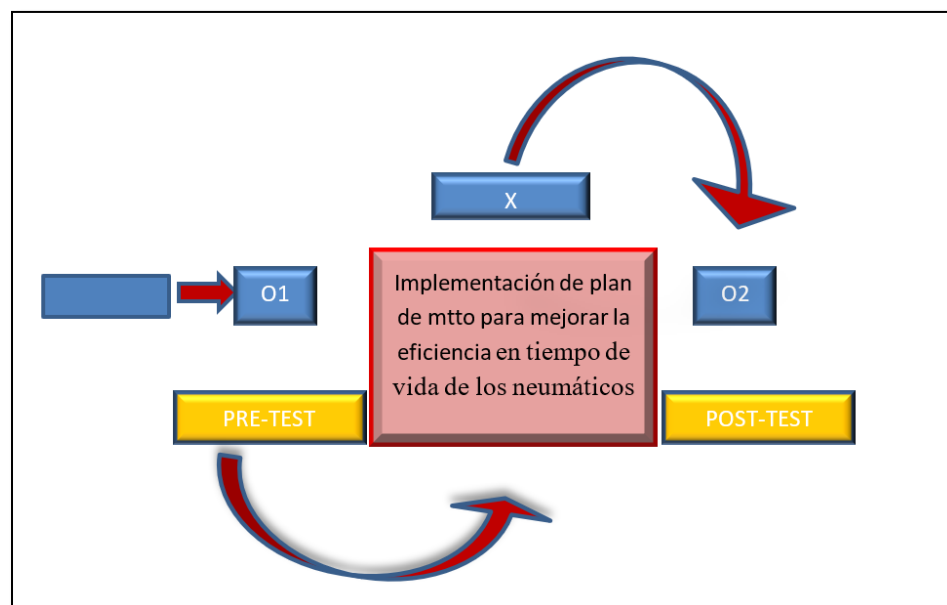 X
O1
Implementación de plan
de mtto para mejorar la
eficiencia en tiempo de
vida de los neumáticos
O2
PRE-TEST
POST-TEST